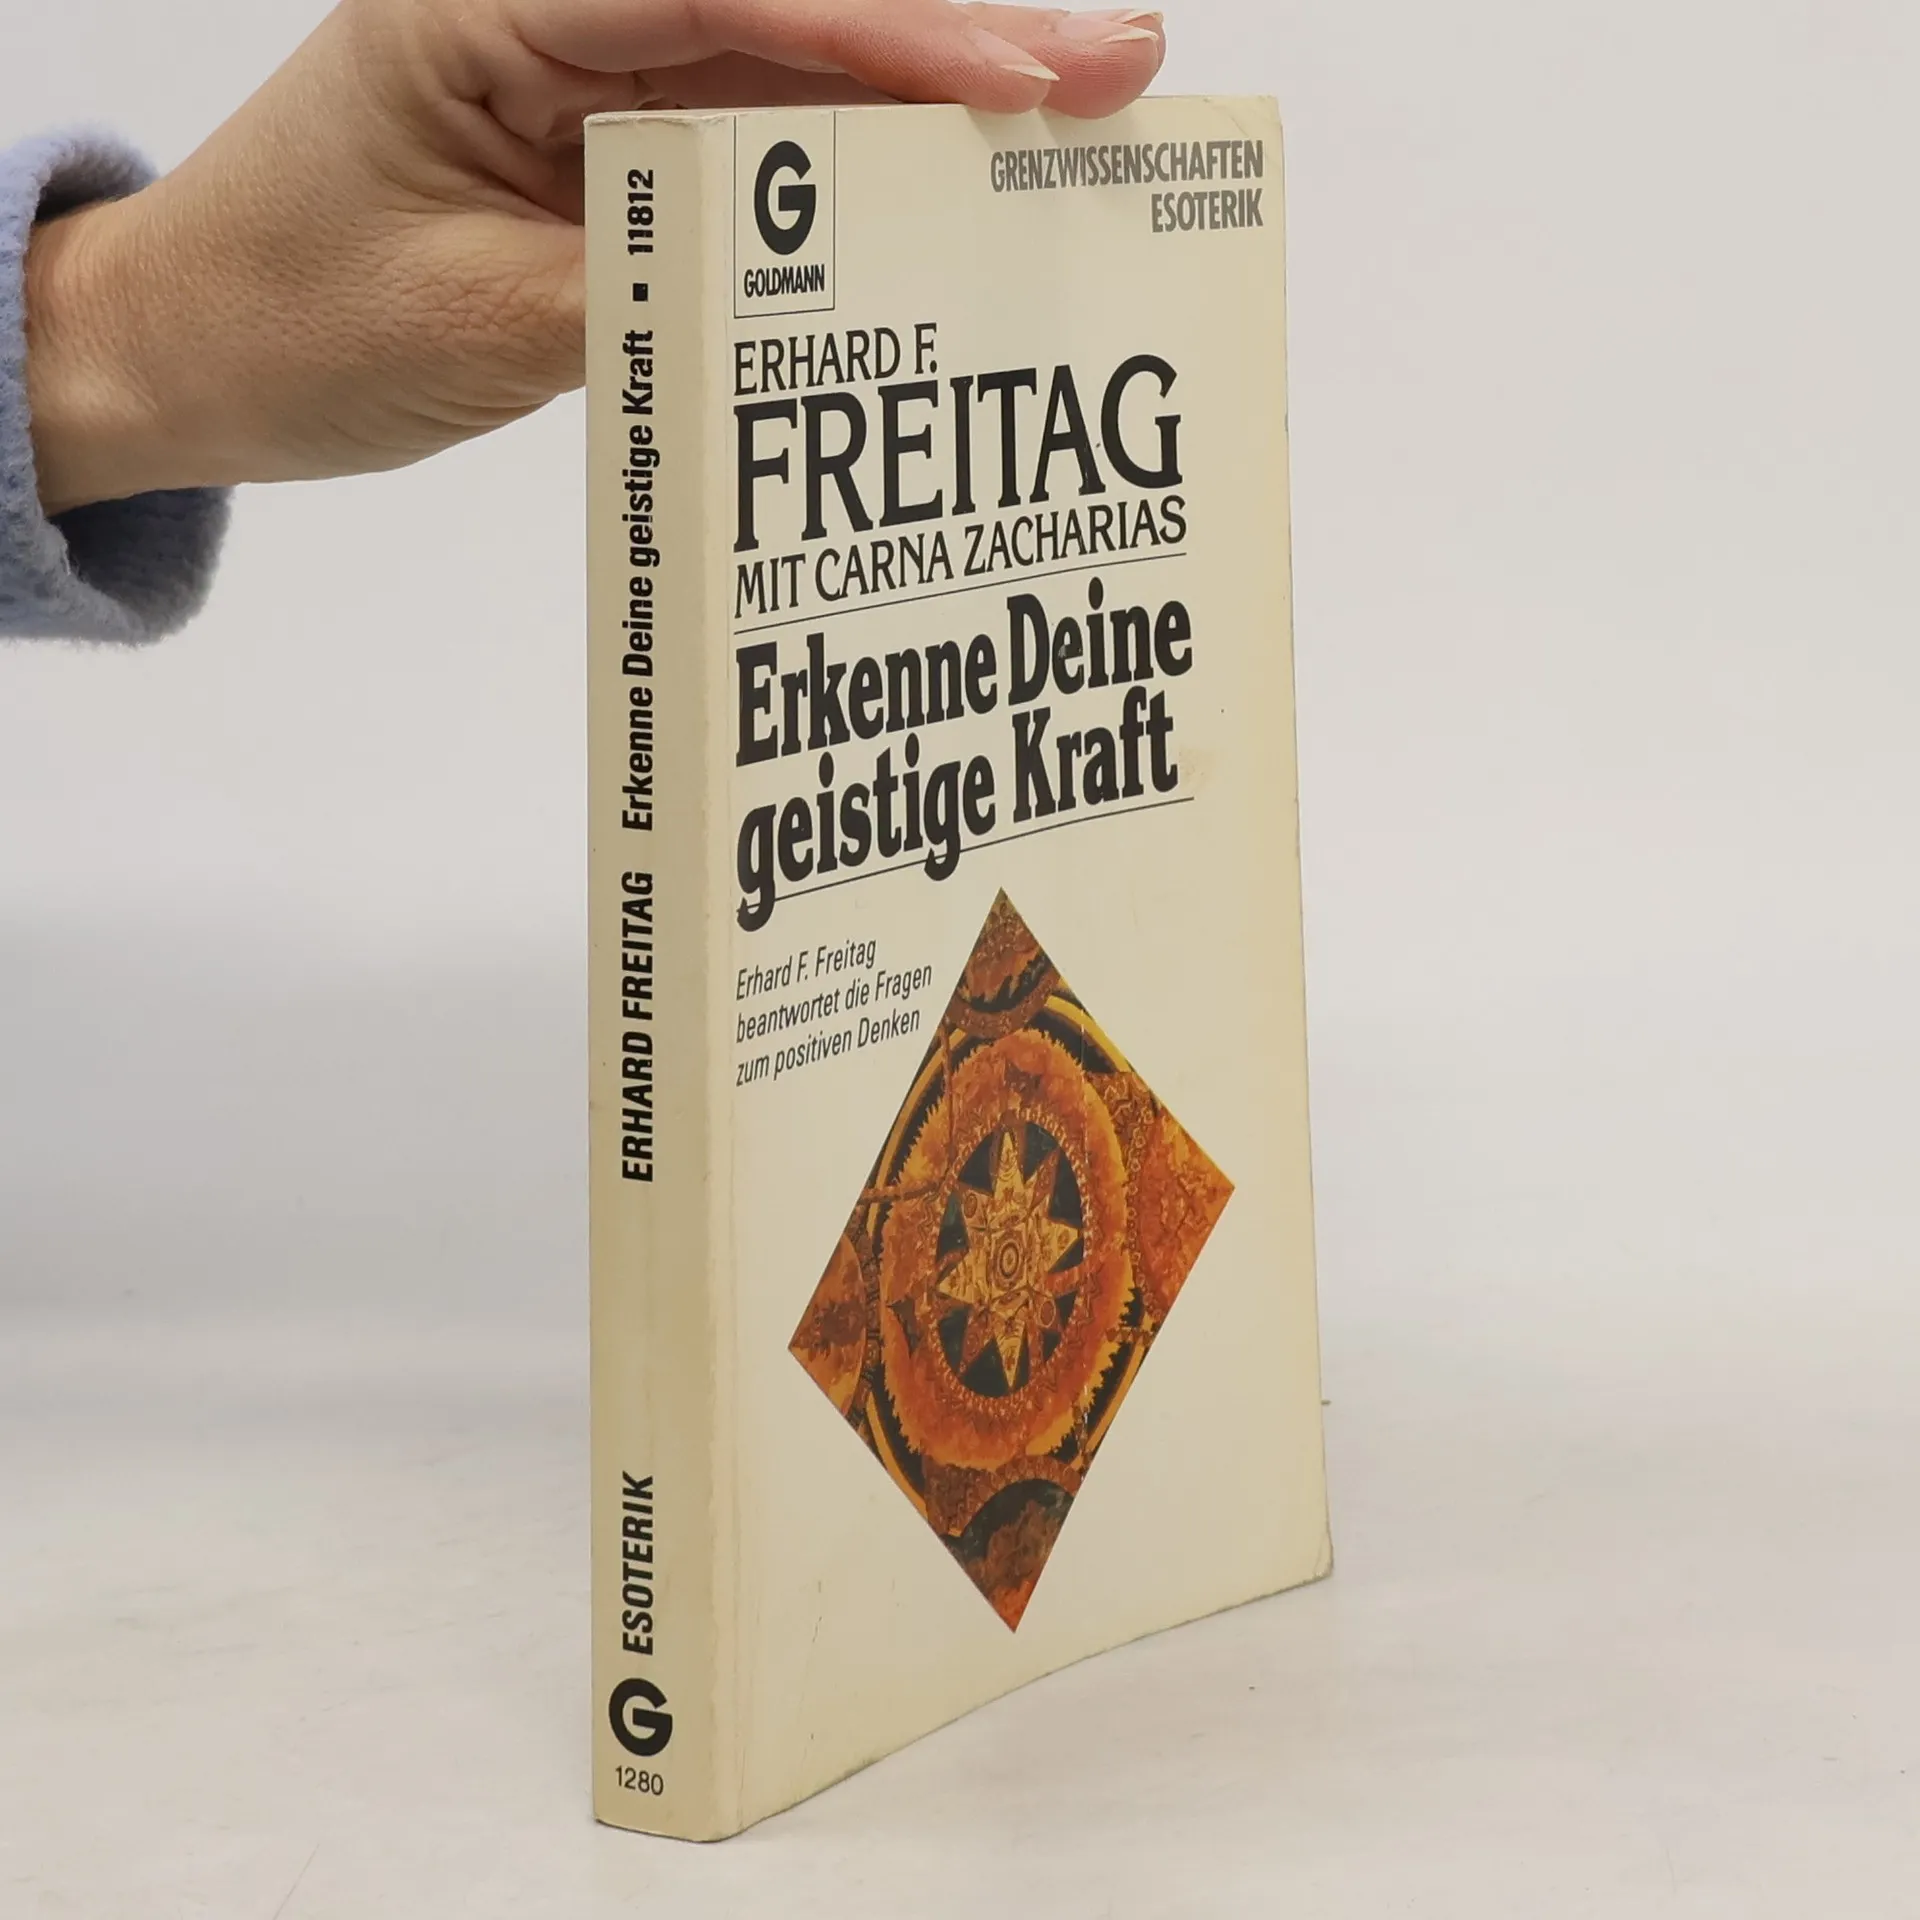 G
GOLDMANN
GRENZWISSENSCHAFTEN
ESOTERIK
ERHARD F.
FREITAG
MIT CARNA ZACHARIAS
Erkenne Deine
geistige Kraft
Erhard F. Freitag
beantwortet die Fragen
zum positiven Denken
ERHARD FREITAG Erkenne Deine geistige Kraft ■ 11812
ESOTERIK
G
1280